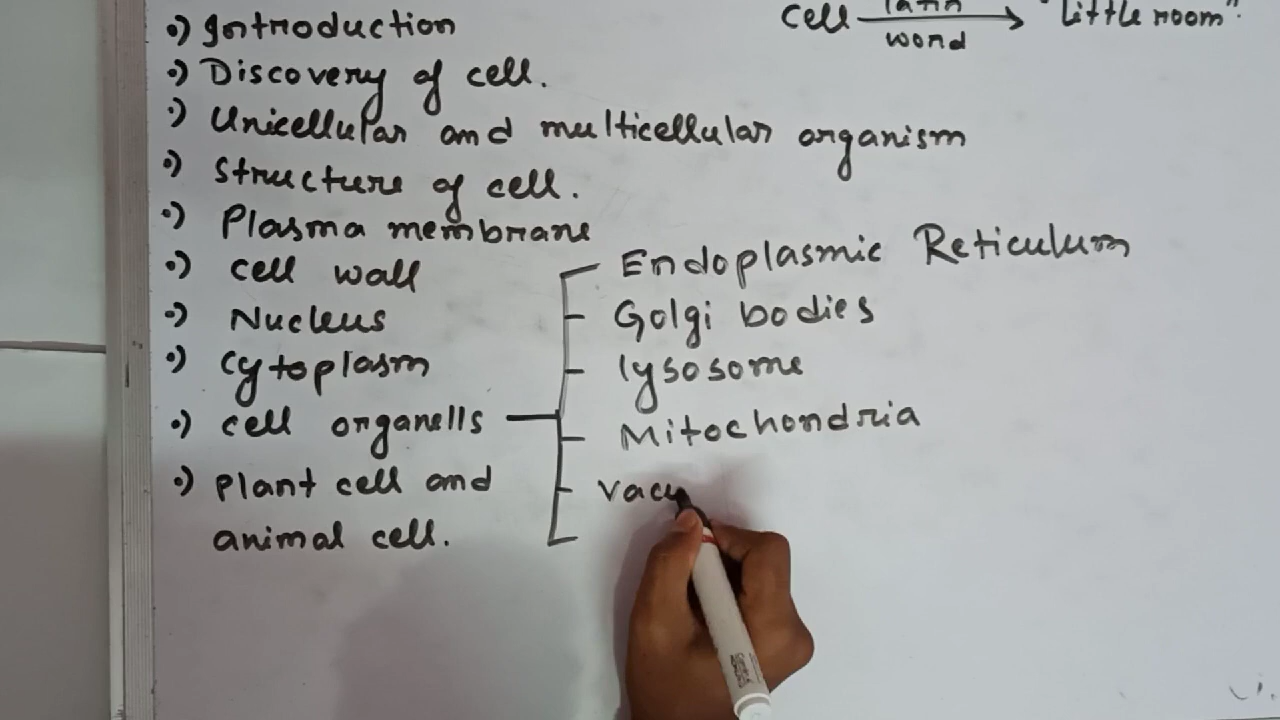 •) Introduction
cell latin word → "little room".
•) Discovery of cell.
•) Unicellular and multicellular organism
•) Structure of cell.
•) Plasma membrane
•) cell wall
•) Nucleus
•) cytoplasm
•) cell organells
Endoplasmic Reticulum
Golgi bodies
lysosome
Mitochondria
vacu
•) plant cell and
animal cell.